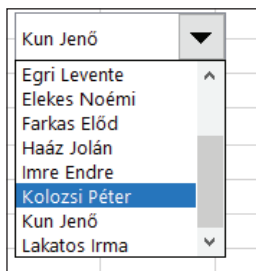 Kun Jenő
Egri Levente
Elekes Noémi
Farkas Előd
Haáz Jolán
Imre Endre
Kolozsi Péter
Kun Jenő
Lakatos Irma